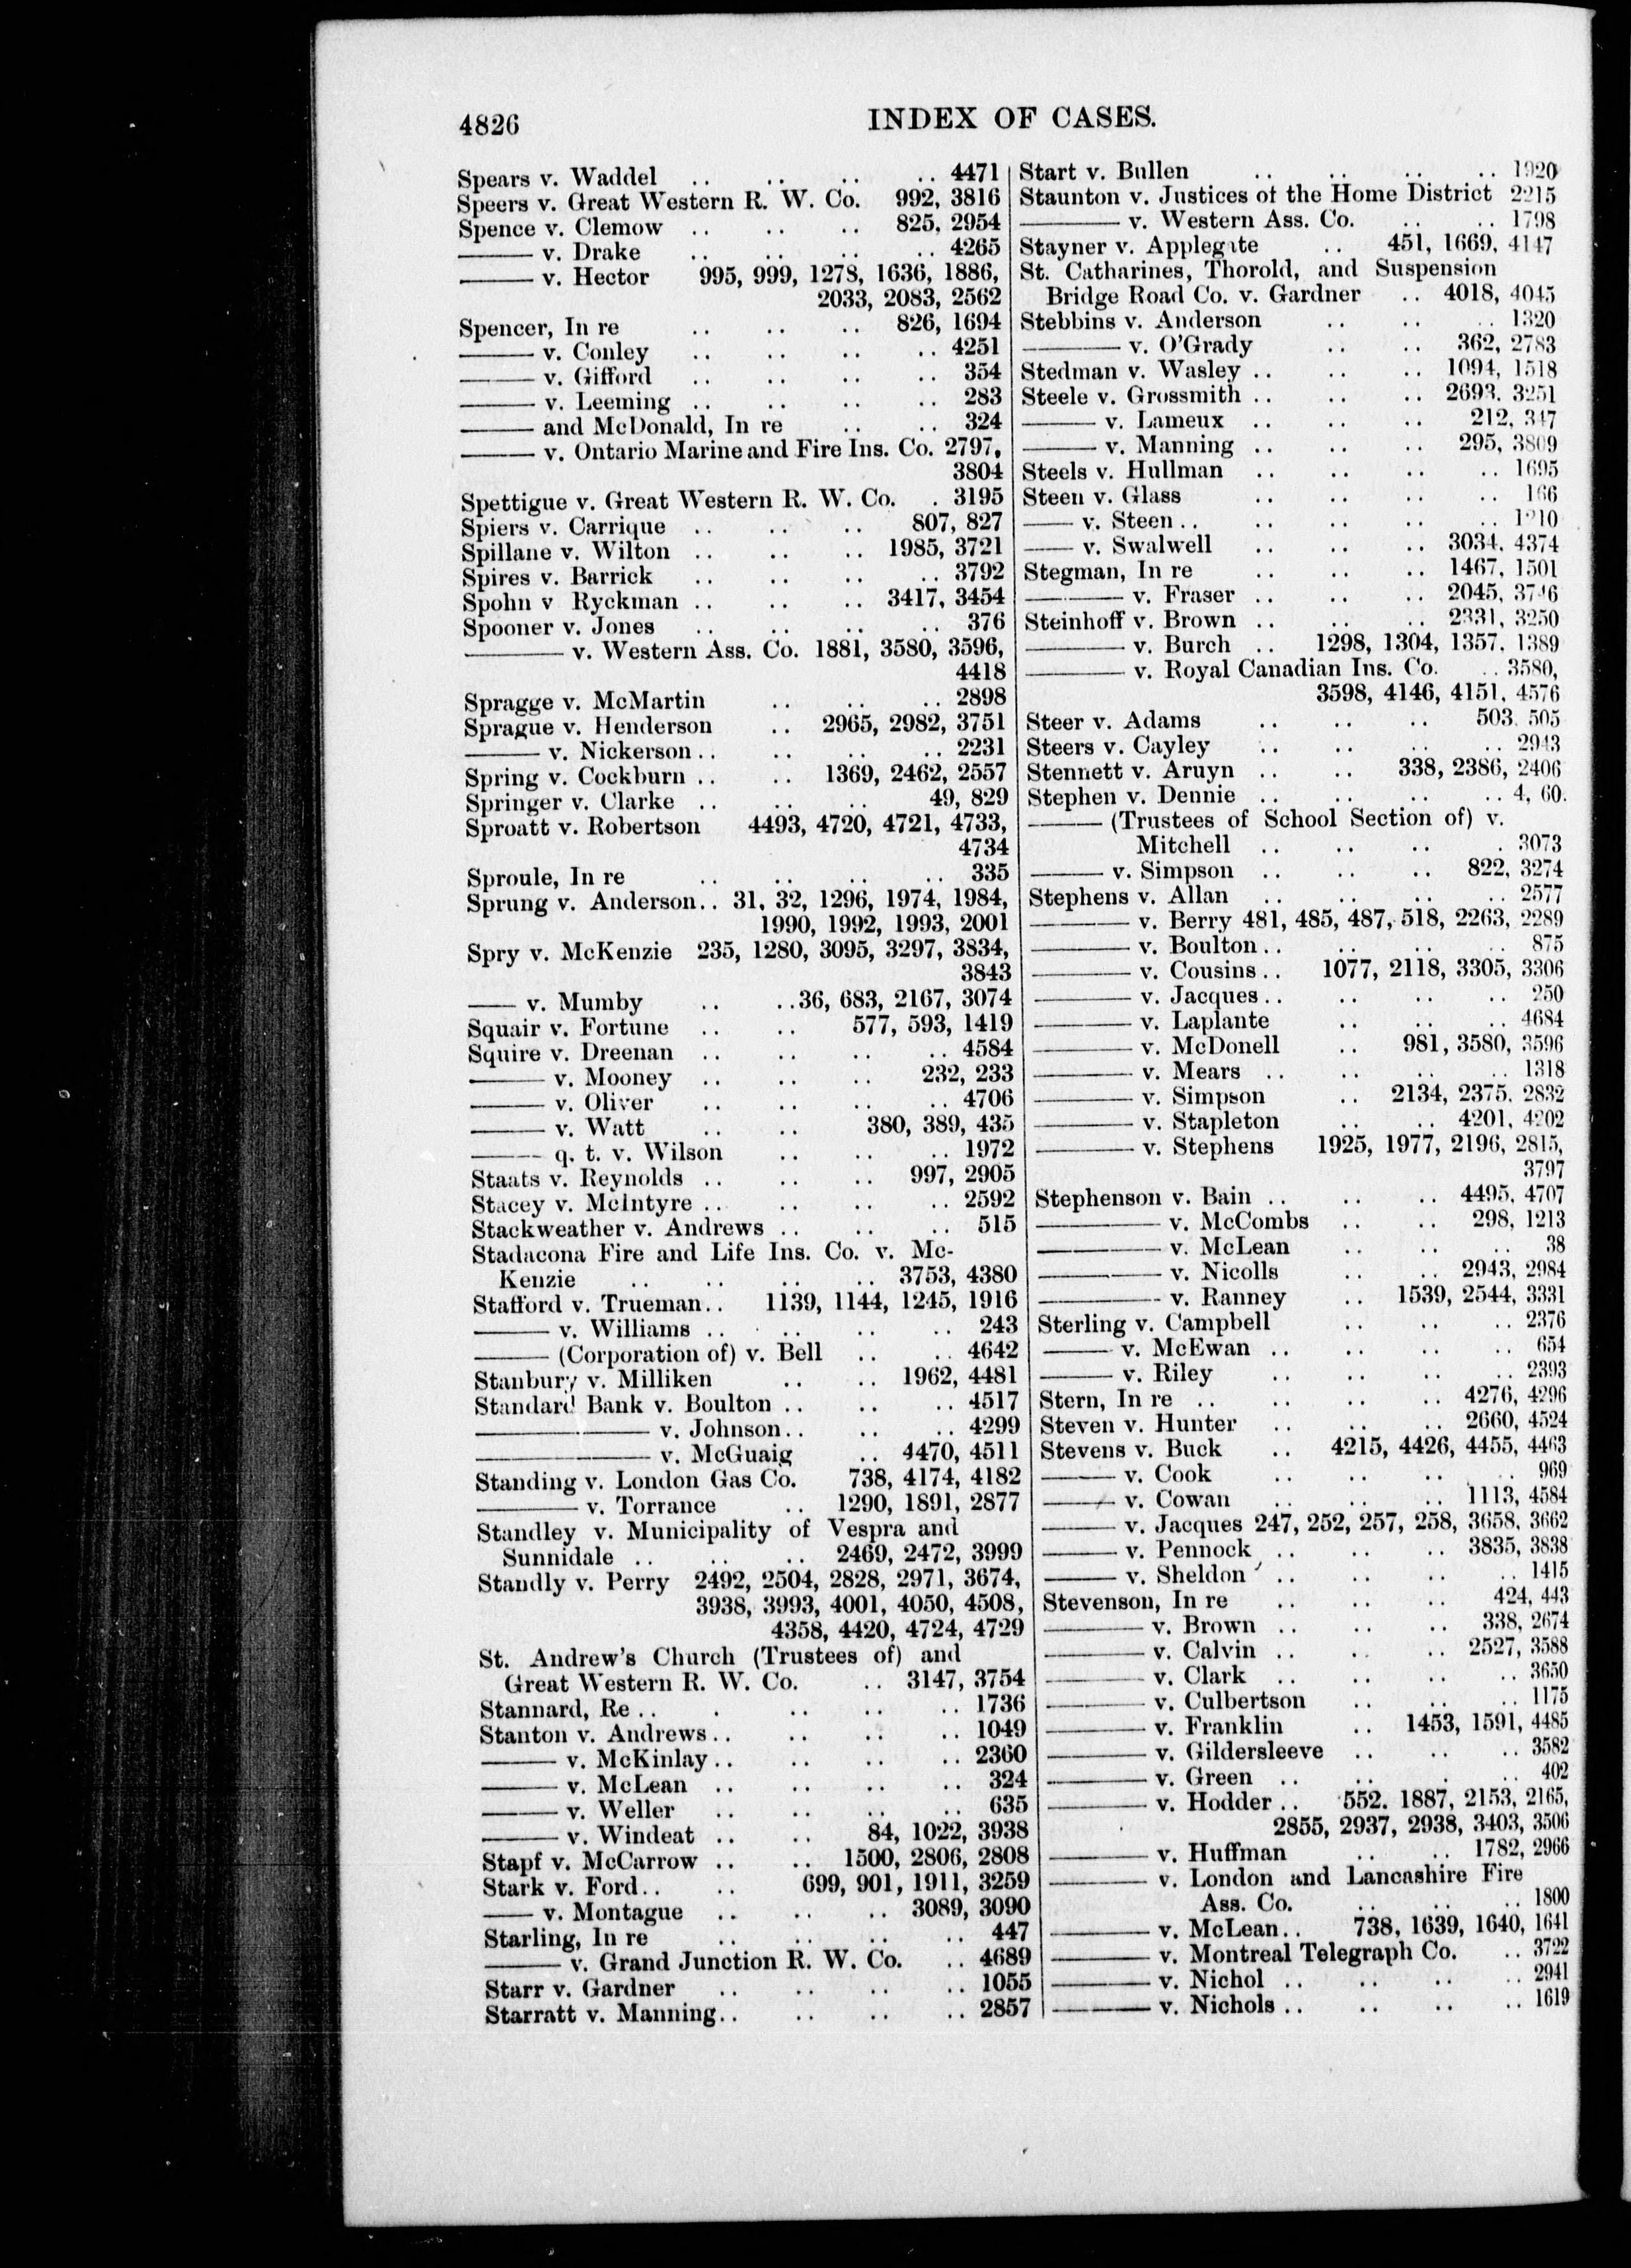 4826
INDEX OF CASES.
Spears v. Waddel .. .. .. .. 4471
Speers v. Great Western R. W. Co. 992, 3816
Spence v. Clemow .. .. .. 825, 2954
——— v. Drake .. .. .. .. 4265
——— v. Hector 995, 999, 1278, 1636, 1886,
2033, 2083, 2562
Spencer, In re .. .. .. 826, 1694
——— v. Conley .. .. .. .. 4251
——— v. Gifford .. .. .. .. 354
——— v. Leeming .. .. .. .. 283
——— and McDonald, In re .. .. 324
——— v. Ontario Marine and Fire Ins. Co. 2797,
3804
Spettigue v. Great Western R. W. Co. . 3195
Spiers v. Carrique .. .. .. 807, 827
Spillane v. Wilton .. .. .. 1985, 3721
Spires v. Barrick .. .. .. .. 3792
Spohn v Ryckman .. .. .. 3417, 3454
Spooner v. Jones .. .. .. .. 376
——— v. Western Ass. Co. 1881, 3580, 3596,
4418
Spragge v. McMartin .. .. .. 2898
Sprague v. Henderson .. 2965, 2982, 3751
——— v. Nickerson .. .. .. .. 2231
Spring v. Cockburn .. .. 1369, 2462, 2557
Springer v. Clarke .. .. .. 49, 829
Sproatt v. Robertson 4493, 4720, 4721, 4733,
4734
Sproule, In re .. .. .. .. 335
Sprung v. Anderson .. 31, 32, 1296, 1974, 1984,
1990, 1992, 1993, 2001
Spry v. McKenzie 235, 1280, 3095, 3297, 3834,
3843
—— v. Mumby .. .. 36, 683, 2167, 3074
Squair v. Fortune .. .. 577, 593, 1419
Squire v. Dreenan .. .. .. .. 4584
——— v. Mooney .. .. .. 232, 233
——— v. Oliver .. .. .. .. 4706
——— v. Watt .. .. 380, 389, 435
——— q. t. v. Wilson .. .. .. 1972
Staats v. Reynolds .. .. .. 997, 2905
Stacey v. McIntyre .. .. .. .. 2592
Stackweather v. Andrews .. .. .. 515
Stadacona Fire and Life Ins. Co. v. Mc-
Kenzie .. .. .. .. 3753, 4380
Stafford v. Trueman .. 1139, 1144, 1245, 1916
——— v. Williams .. .. .. .. 243
——— (Corporation of) v. Bell .. .. 4642
Stanbury v. Milliken .. .. 1962, 4481
Standard Bank v. Boulton .. .. .. 4517
——— v. Johnson .. .. .. 4299
——— v. McGuaig .. 4470, 4511
Standing v. London Gas Co. 738, 4174, 4182
——— v. Torrance .. 1290, 1891, 2877
Standley v. Municipality of Vespra and
Sunnidale .. .. .. 2469, 2472, 3999
Standly v. Perry 2492, 2504, 2828, 2971, 3674,
3938, 3993, 4001, 4050, 4508,
4358, 4420, 4724, 4729
St. Andrew's Church (Trustees of) and
Great Western R. W. Co. .. 3147, 3754
Stannard, Re .. . .. .. .. 1736
Stanton v. Andrews .. .. .. .. 1049
——— v. McKinlay .. .. .. .. 2360
——— v. McLean .. .. .. .. 324
——— v. Weller .. .. .. .. 635
——— v. Windeat .. .. 84, 1022, 3938
Stapf v. McCarrow .. .. 1500, 2806, 2808
Stark v. Ford .. .. 699, 901, 1911, 3259
—— v. Montague .. .. .. 3089, 3090
Starling, In re .. .. .. .. 447
——— v. Grand Junction R. W. Co. .. 4689
Starr v. Gardner .. .. .. .. 1055
Starratt v. Manning .. .. .. .. 2857
Start v. Bullen .. .. .. .. 1920
Staunton v. Justices of the Home District 2215
——— v. Western Ass. Co. .. .. 1798
Stayner v. Applegate .. 451, 1669, 4147
St. Catharines, Thorold, and Suspension
Bridge Road Co. v. Gardner .. 4018, 4045
Stebbins v. Anderson .. .. .. 1320
——— v. O'Grady .. .. 362, 2783
Stedman v. Wasley .. .. .. 1094, 1518
Steele v. Grossmith .. .. .. 2693, 3251
——— v. Lameux .. .. .. 212, 347
——— v. Manning .. .. .. 295, 3809
Steels v. Hullman .. .. .. .. 1695
Steen v. Glass .. .. .. .. 166
—— v. Steen .. .. .. .. ..
—— v. Swalwell .. .. .. 3034, 4374
Stegman, In re .. .. .. 1467, 1501
——— v. Fraser .. .. .. 2045,
Steinhoff v. Brown .. .. .. 2331, 3250
——— v. Burch .. 1298, 1304, 1357, 1389
——— v. Royal Canadian Ins. Co. .. 3580,
3598, 4146, 4151, 4576
Steer v. Adams .. .. .. 503, 505
Steers v. Cayley .. .. .. .. 2943
Stennett v. Aruyn .. .. 338, 2386, 2406
Stephen v. Dennie .. .. .. .. 4, 60.
——— (Trustees of School Section of) v.
Mitchell .. .. .. . 3073
——— v. Simpson .. .. .. 822, 3274
Stephens v. Allan .. .. .. .. 2577
——— v. Berry 481, 485, 487, 518, 2263, 2289
——— v. Boulton .. .. .. .. 875
——— v. Cousins .. 1077, 2118, 3305, 3306
——— v. Jacques .. .. .. .. 250
——— v. Laplante .. .. .. 4684
——— v. McDonell .. 981, 3580, 3596
——— v. Mears .. .. .. .. 1318
——— v. Simpson .. 2134, 2375, 2832
——— v. Stapleton .. .. 4201, 4202
——— v. Stephens 1925, 1977, 2196, 2815,
3797
Stephenson v. Bain .. .. .. 4495, 4707
——— v. McCombs .. .. 298, 1213
——— v. McLean .. .. .. 38
——— v. Nicolls .. .. 2943, 2984
——— v. Ranney .. 1539, 2544, 3331
Sterling v. Campbell .. .. .. 2376
——— v. McEwan .. .. .. .. 654
——— v. Riley .. .. .. .. 2393
Stern, In re .. .. .. .. 4276, 4296
Steven v. Hunter .. .. .. 2660, 4524
Stevens v. Buck .. 4215, 4426, 4455, 4463
——— v. Cook .. .. .. .. 969
——— v. Cowan .. .. .. 1113, 4584
——— v. Jacques 247, 252, 257, 258, 3658, 3662
——— v. Pennock .. .. .. 3835, 3838
——— v. Sheldon .. .. .. .. 1415
Stevenson, In re .. .. .. 424, 443
——— v. Brown .. .. .. 338, 2674
——— v. Calvin .. .. .. 2527, 3588
——— v. Clark .. .. .. .. 3650
——— v. Culbertson .. .. .. 1175
——— v. Franklin .. 1453, 1591, 4485
——— v. Gildersleeve .. .. .. 3582
——— v. Green .. .. . .. 402
——— v. Hodder .. 552. 1887, 2153, 2165,
2855, 2937, 2938, 3403, 3506
——— v. Huffman .. .. 1782, 2966
——— v. London and Lancashire Fire
Ass. Co. .. .. .. 1800
——— v. McLean .. 738, 1639, 1640, 1641
——— v. Montreal Telegraph Co. .. 3722
——— v. Nichol .. .. .. .. 2941
——— v. Nichols .. .. .. .. 1619